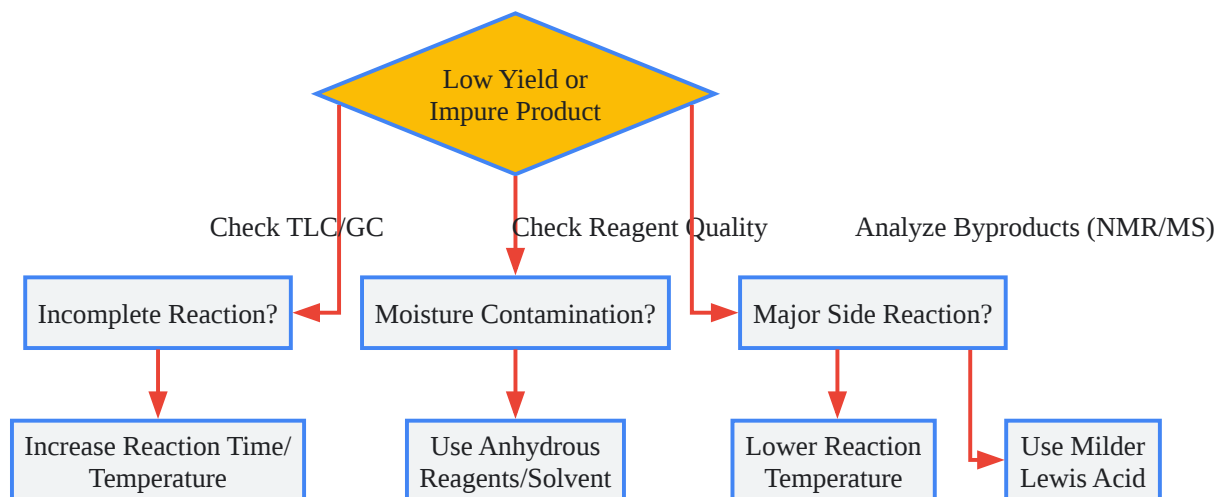 Low Yield or
Impure Product
Check TLC/GC
Check Reagent Quality
Analyze Byproducts (NMR/MS)
Incomplete Reaction?
Moisture Contamination?
Major Side Reaction?
Increase Reaction Time/
Temperature
Use Anhydrous
Reagents/Solvent
Lower Reaction
Temperature
Use Milder
Lewis Acid